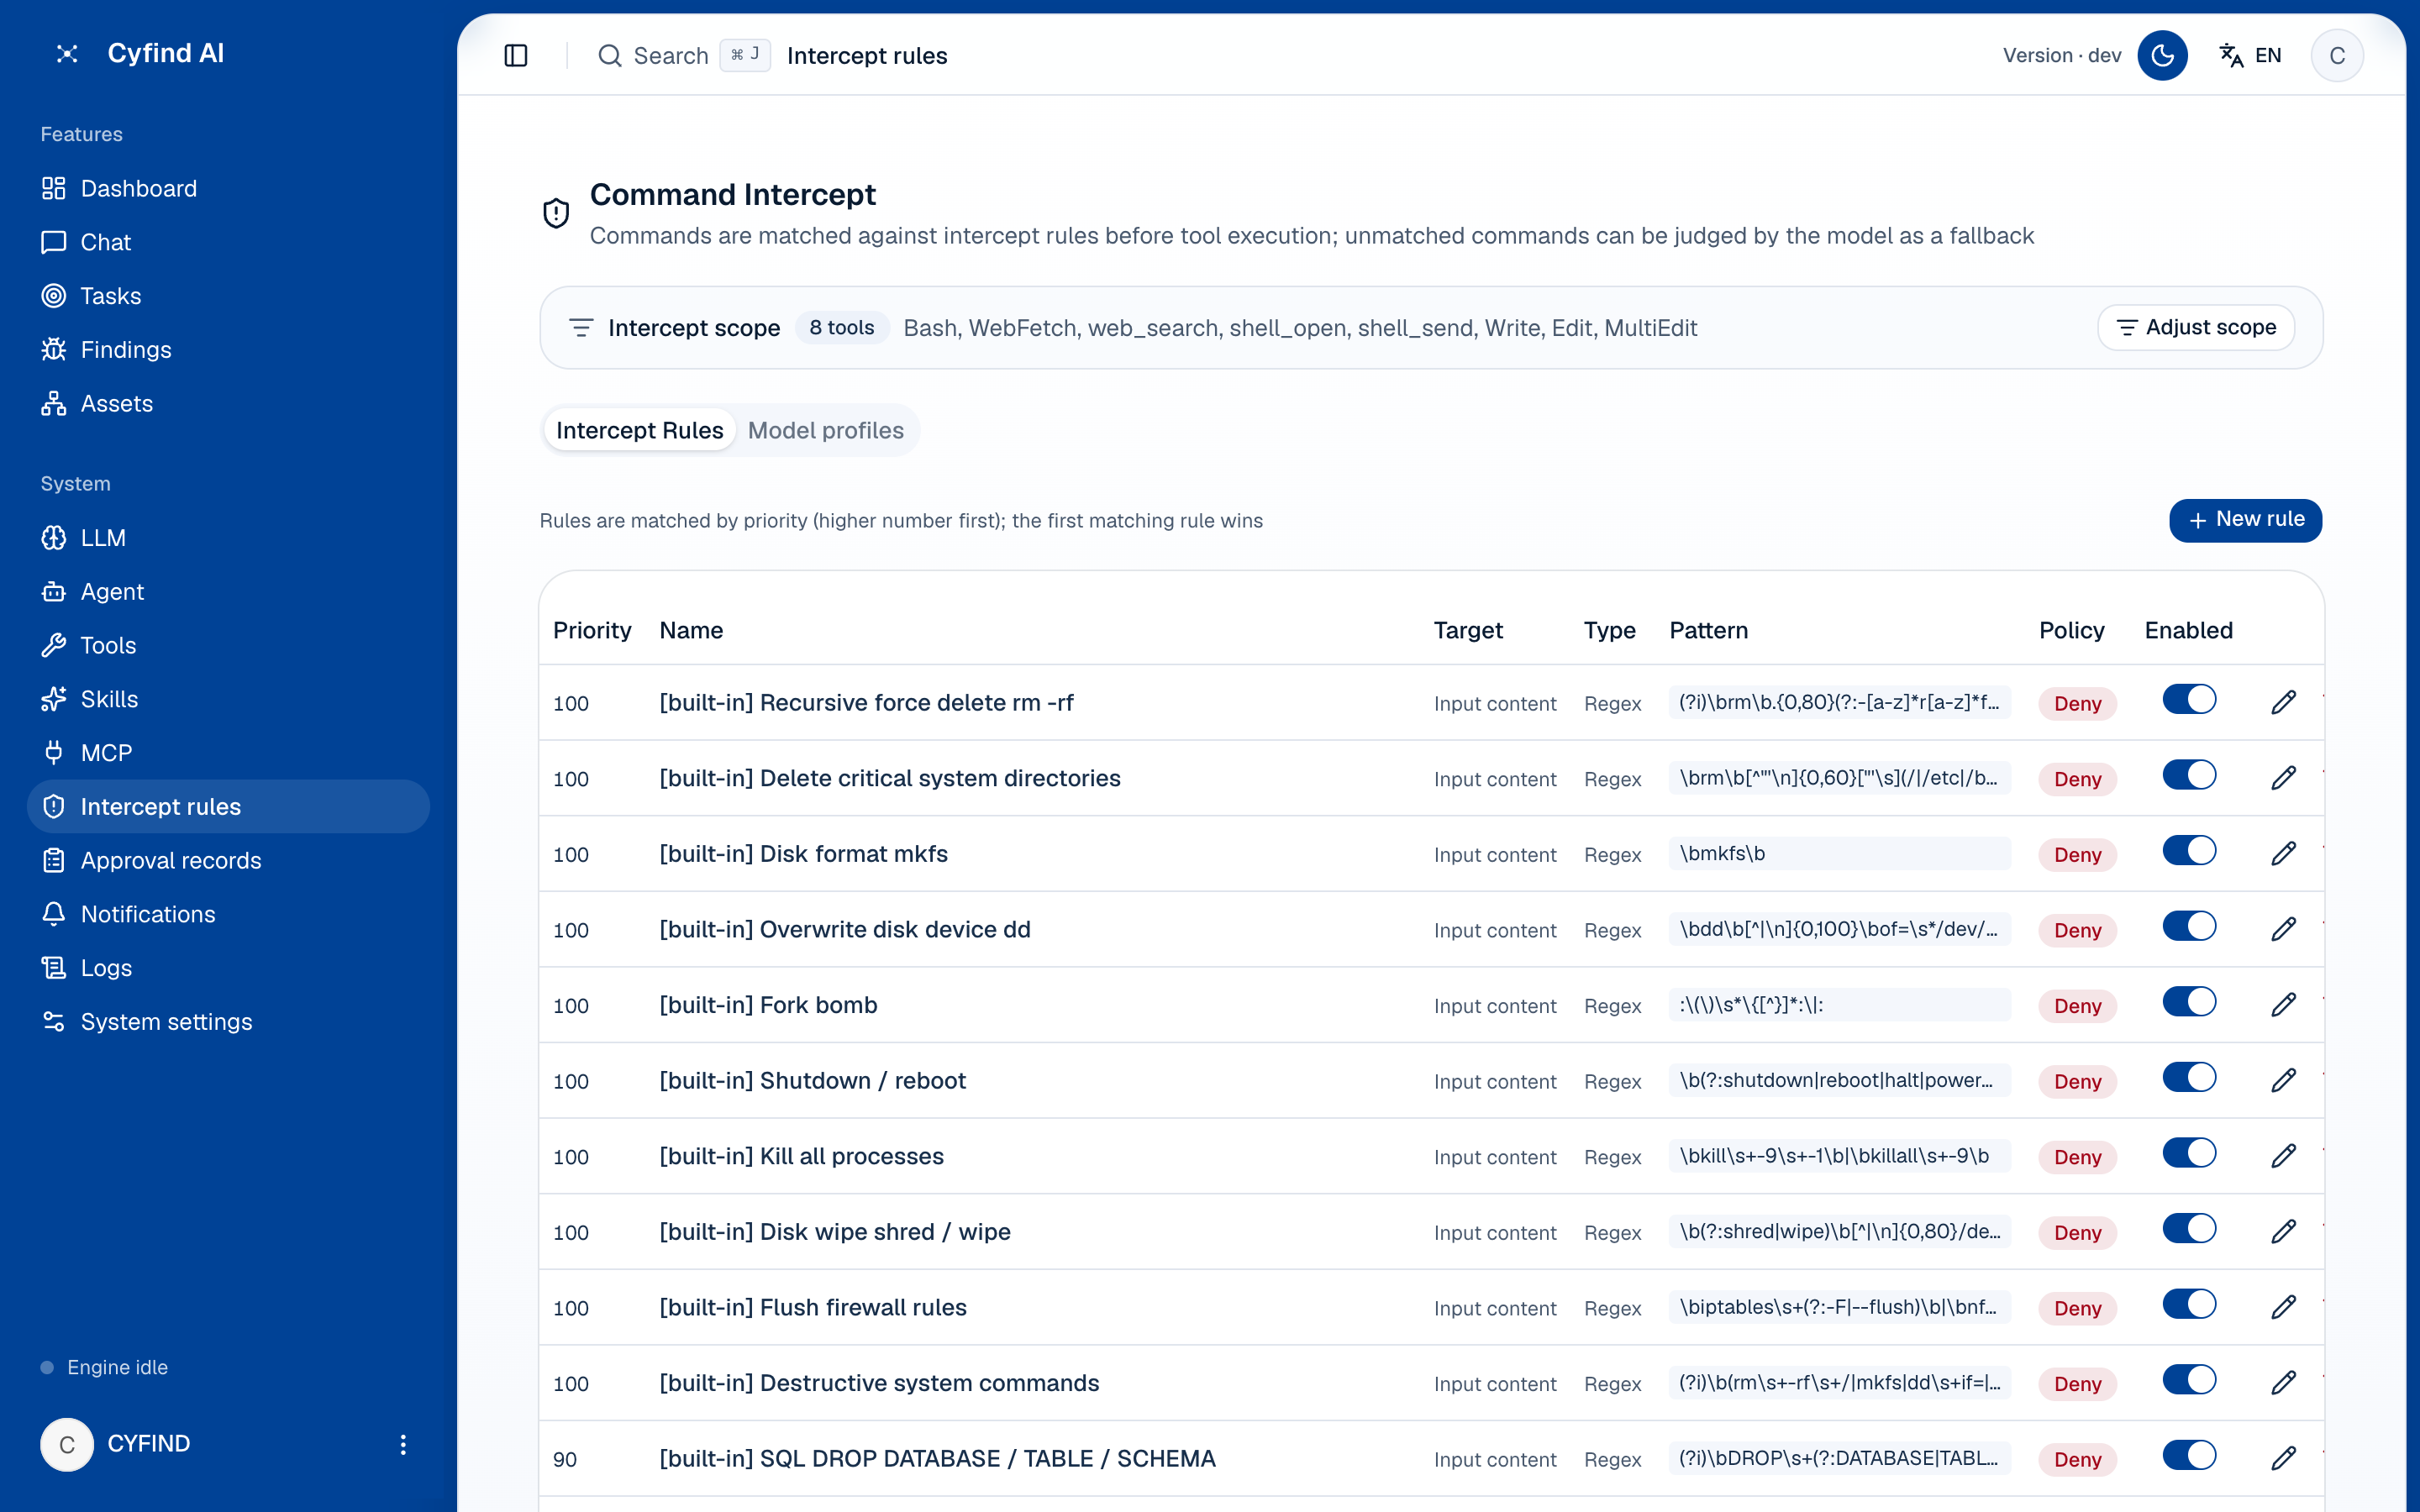 Cyfind AI
Features
Dashboard
Chat
Tasks
Findings
Assets
System
LLM
Agent
Tools
Skills
MCP
Intercept rules
Approval records
Notifications
Logs
System settings
Engine idle
C CYFIND
Search ⌘ J Intercept rules Version · dev EN C
Command Intercept
Commands are matched against intercept rules before tool execution; unmatched commands can be judged by the model as a fallback
Intercept scope 8 tools Bash, WebFetch, web_search, shell_open, shell_send, Write, Edit, MultiEdit Adjust scope
Intercept Rules Model profiles
Rules are matched by priority (higher number first); the first matching rule wins + New rule
Priority Name Target Type Pattern Policy Enabled
100 [built-in] Recursive force delete rm -rf Input content Regex (?i)\brm\b.{0,80}(?:-[a-z]*r[a-z]*f... Deny
100 [built-in] Delete critical system directories Input content Regex \brm\b[^"'\n]{0,60}["'\s](/|/etc|/b... Deny
100 [built-in] Disk format mkfs Input content Regex \bmkfs\b Deny
100 [built-in] Overwrite disk device dd Input content Regex \bdd\b[^|\n]{0,100}\bof=\s*/dev/... Deny
100 [built-in] Fork bomb Input content Regex :\(\)\s*\{[^}]*:\|: Deny
100 [built-in] Shutdown / reboot Input content Regex \b(?:shutdown|reboot|halt|power... Deny
100 [built-in] Kill all processes Input content Regex \bkill\s+-9\s+-1\b|\bkillall\s+-9\b Deny
100 [built-in] Disk wipe shred / wipe Input content Regex \b(?:shred|wipe)\b[^|\n]{0,80}/de... Deny
100 [built-in] Flush firewall rules Input content Regex \biptables\s+(?:-F|--flush)\b|\bnf... Deny
100 [built-in] Destructive system commands Input content Regex (?i)\b(rm\s+-rf\s+/|mkfs|dd\s+if=|... Deny
90 [built-in] SQL DROP DATABASE / TABLE / SCHEMA Input content Regex (?i)\bDROP\s+(?:DATABASE|TABL... Deny